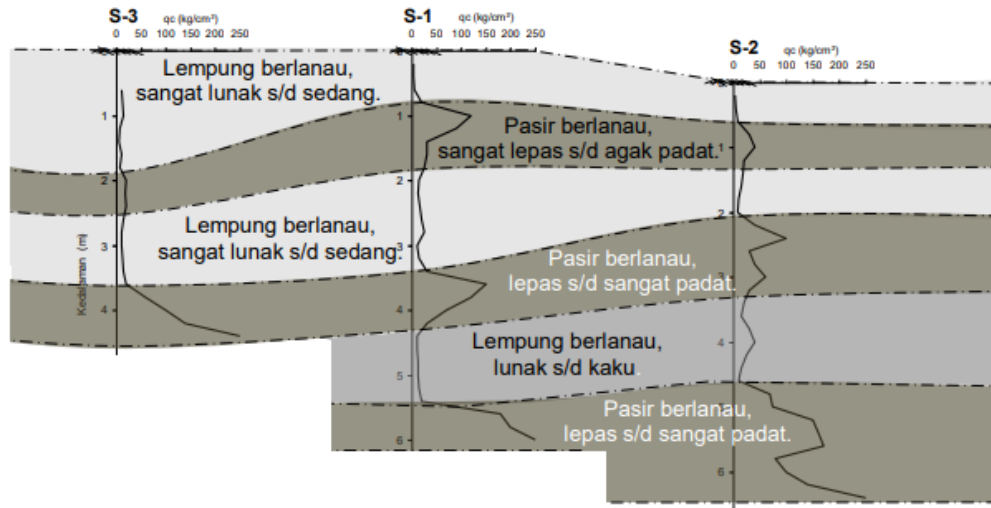 S-3 qc (kg/cm²)
0 50 100 150 200 250
S-1 qc (kg/cm²)
0 50 100 150 200 250
S-2 qc (kg/cm²)
0 50 100 150 200 250
Lempung berlanau,
sangat lunak s/d sedang.
Pasir berlanau,
sangat lepas s/d agak padat.
Lempung berlanau,
sangat lunak s/d sedang.
Pasir berlanau,
lepas s/d sangat padat.
Lempung berlanau,
lunak s/d kaku.
Pasir berlanau,
lepas s/d sangat padat.
Kedalaman (m)
1
2
3
4
1
2
3
4
5
6
1
2
3
4
6